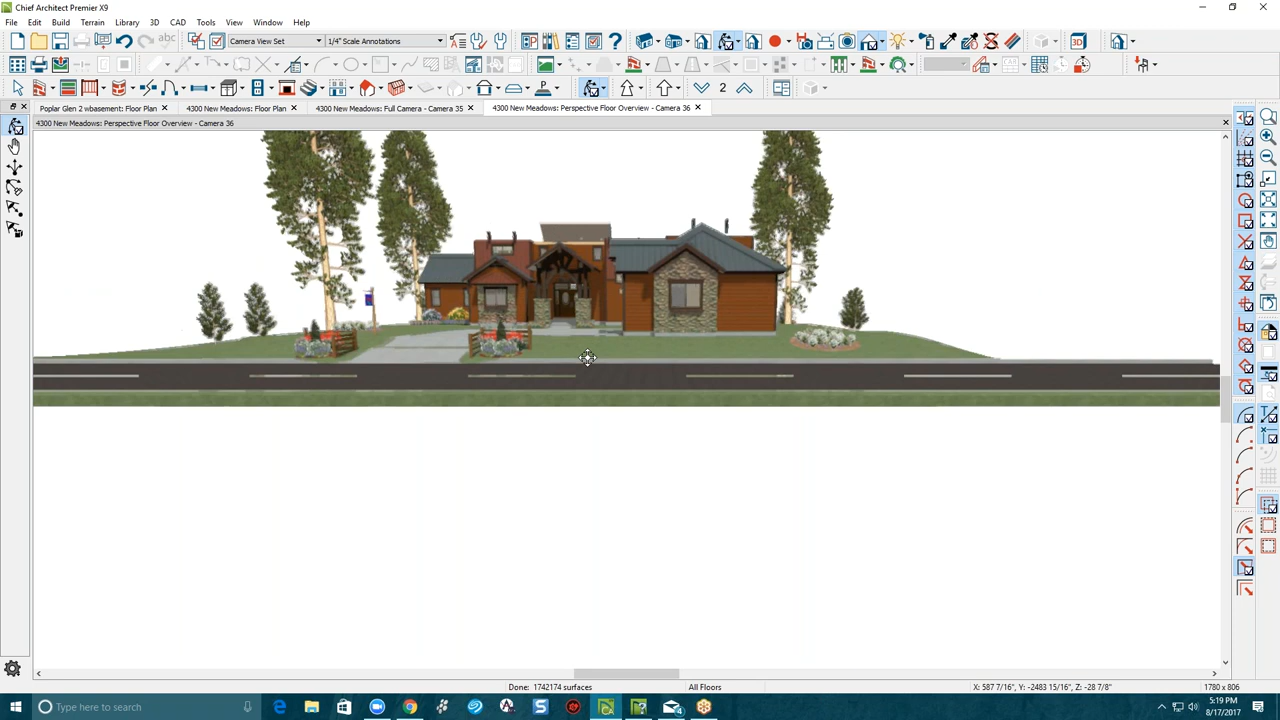 Chief Architect Premier X9
File Edit Build Terrain Library 3D CAD Tools View Window Help
Camera View Set 1/4" Scale Annotations
2
Poplar Glen 2 wbasement: Floor Plan 4300 New Meadows: Floor Plan 4300 New Meadows: Full Camera - Camera 35 4300 New Meadows: Perspective Floor Overview - Camera 36
4300 New Meadows: Perspective Floor Overview - Camera 36
Done: 1742174 surfaces All Floors X: 587 7/16", Y: -2483 15/16", Z: -28 7/8" 1780 x 806
Type here to search
5:19 PM
8/17/2017